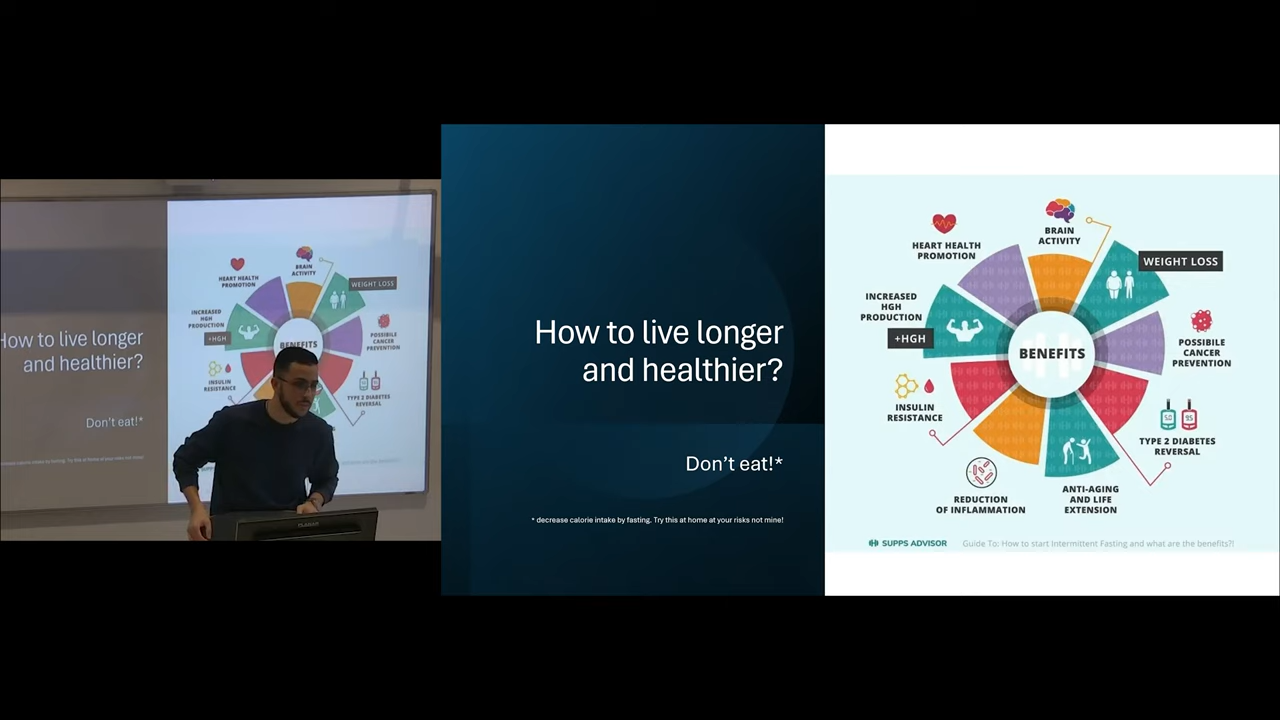 How to live longer
and healthier?
Don't eat!*
HEART HEALTH
PROMOTION
BRAIN
ACTIVITY
WEIGHT LOSS
INCREASED
HGH
PRODUCTION
+HGH
POSSIBILE
CANCER
PREVENTION
BENEFITS
INSULIN
RESISTANCE
TYPE 2 DIABETES
REVERSAL
How to live longer
and healthier?
Don't eat!*
* decrease calorie intake by fasting. Try this at home at your risks not mine!
HEART HEALTH
PROMOTION
BRAIN
ACTIVITY
WEIGHT LOSS
INCREASED
HGH
PRODUCTION
+HGH
POSSIBILE
CANCER
PREVENTION
BENEFITS
INSULIN
RESISTANCE
TYPE 2 DIABETES
REVERSAL
REDUCTION
OF INFLAMMATION
ANTI-AGING
AND LIFE
EXTENSION
SUPPS ADVISOR Guide To: How to start Intermittent Fasting and what are the benefits?!